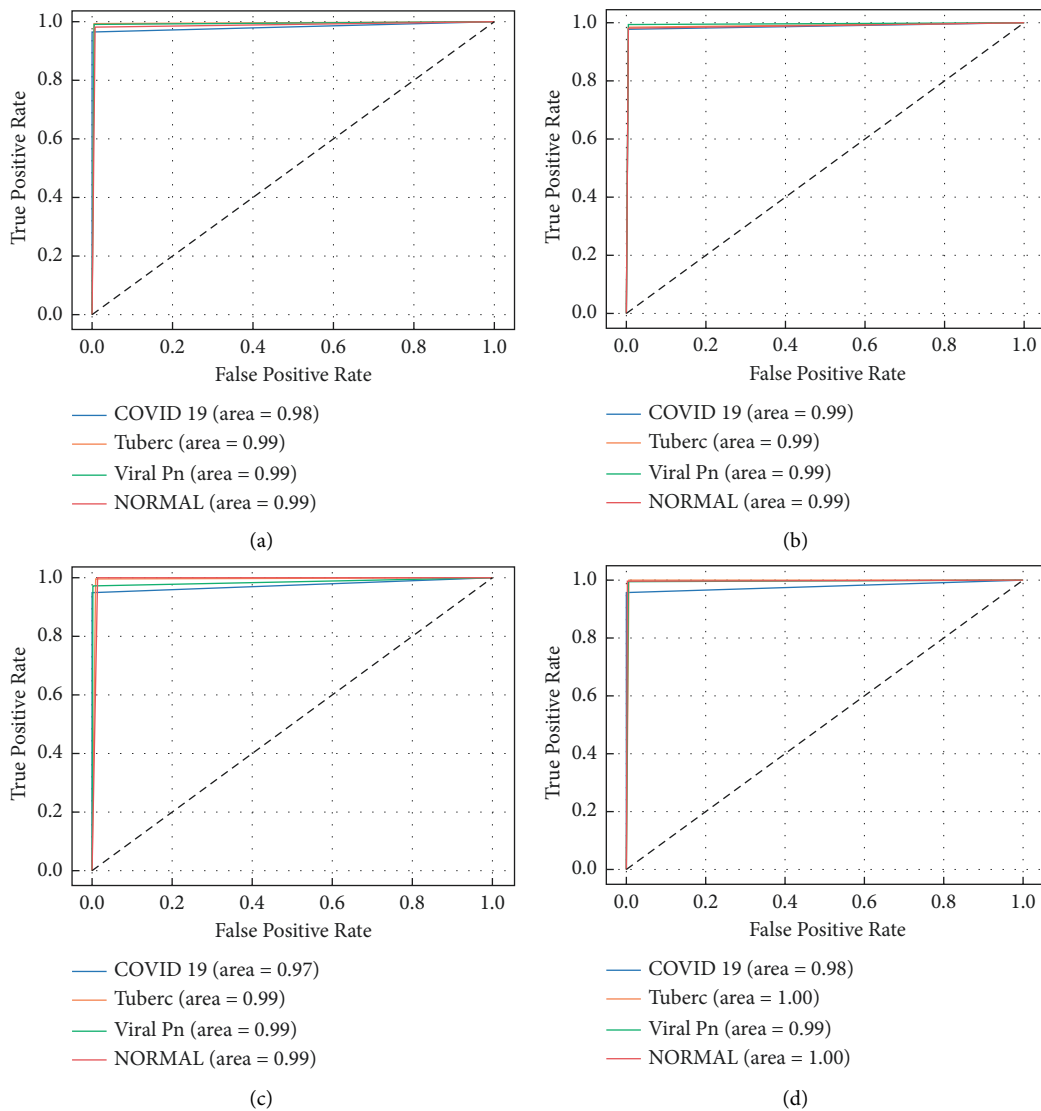 1.0
0.8
0.6
0.4
0.2
0.0
True Positive Rate
0.0 0.2 0.4 0.6 0.8 1.0
False Positive Rate
COVID 19 (area = 0.98)
Tuberc (area = 0.99)
Viral Pn (area = 0.99)
NORMAL (area = 0.99)
(a)
1.0
0.8
0.6
0.4
0.2
0.0
True Positive Rate
0.0 0.2 0.4 0.6 0.8 1.0
False Positive Rate
COVID 19 (area = 0.99)
Tuberc (area = 0.99)
Viral Pn (area = 0.99)
NORMAL (area = 0.99)
(b)
1.0
0.8
0.6
0.4
0.2
0.0
True Positive Rate
0.0 0.2 0.4 0.6 0.8 1.0
False Positive Rate
COVID 19 (area = 0.97)
Tuberc (area = 0.99)
Viral Pn (area = 0.99)
NORMAL (area = 0.99)
(c)
1.0
0.8
0.6
0.4
0.2
0.0
True Positive Rate
0.0 0.2 0.4 0.6 0.8 1.0
False Positive Rate
COVID 19 (area = 0.98)
Tuberc (area = 1.00)
Viral Pn (area = 0.99)
NORMAL (area = 1.00)
(d)